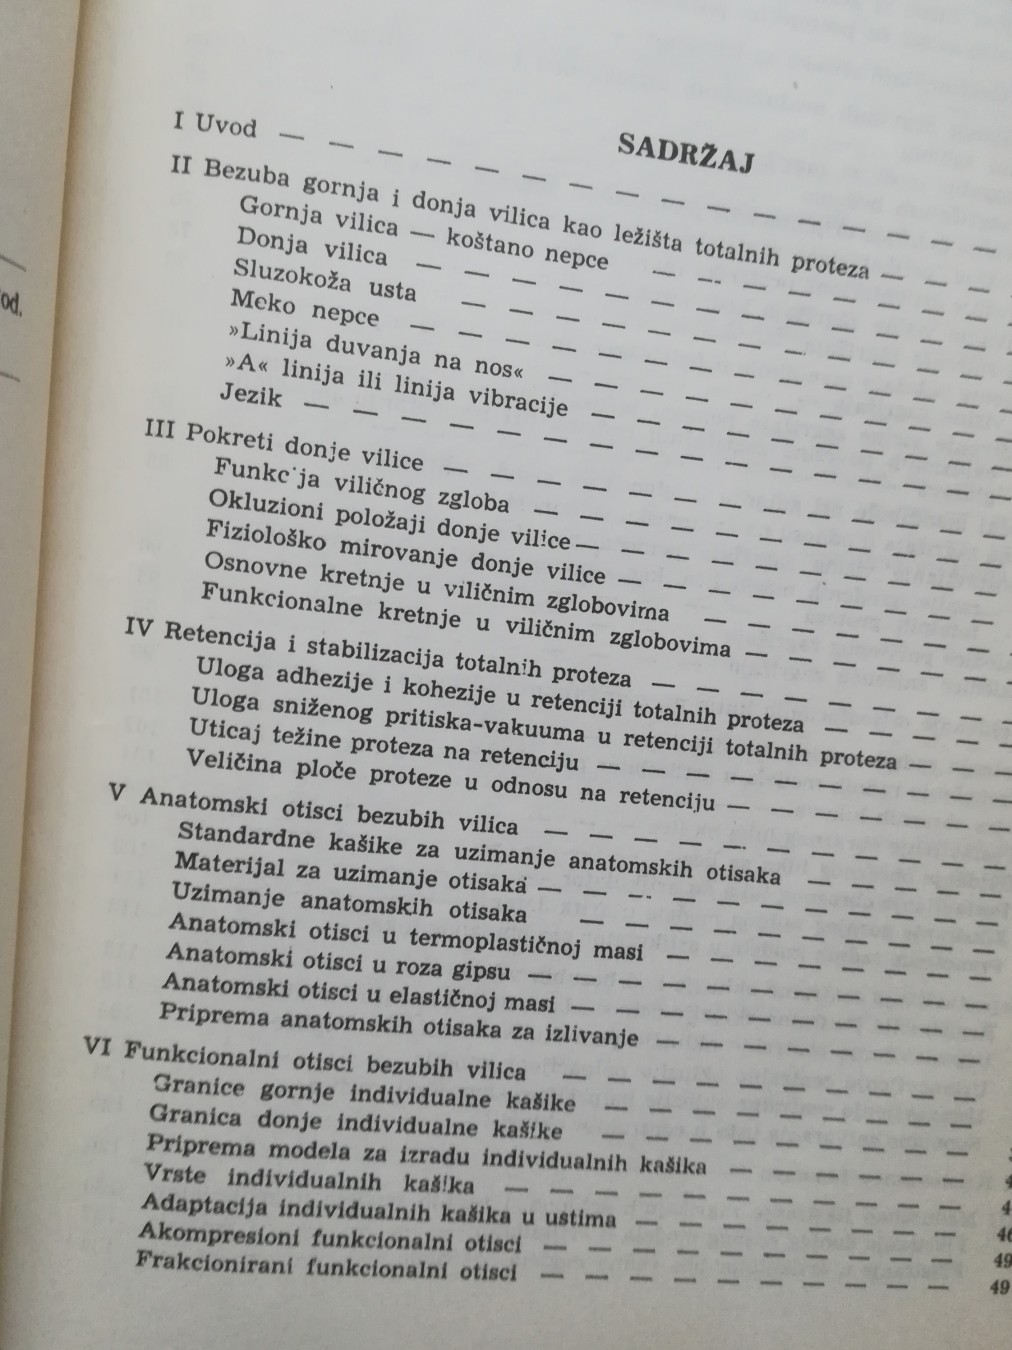 od.
SADRŽAJ
I Uvod — — — — — — — — — — — — — — —
II Bezuba gornja i donja vilica kao ležišta totalnih proteza — — —
Gornja vilica — koštano nepce — — — — — — — —
Donja vilica — — — — — — — — — — — — —
Sluzokoža usta — — — — — — — — — — — —
Meko nepce — — — — — — — — — — — — —
»Linija duvanja na nos« — — — — — — — — — —
»A« linija ili linija vibracije — — — — — — — — —
Jezik — — — — — — — — — — — — — — —
III Pokreti donje vilice — — — — — — — — — — — —
Funkcija viličnog zgloba — — — — — — — — — —
Okluzioni položaji donje vilice — — — — — — — — —
Fiziološko mirovanje donje vilice — — — — — — — —
Osnovne kretnje u viličnim zglobovima — — — — — — —
Funkcionalne kretnje u viličnim zglobovima — — — — — —
IV Retencija i stabilizacija totalnih proteza — — — — — — — —
Uloga adhezije i kohezije u retenciji totalnih proteza — — — — —
Uloga sniženog pritiska-vakuuma u retenciji totalnih proteza — — —
Uticaj težine proteza na retenciju — — — — — — — — —
Veličina ploče proteze u odnosu na retenciju — — — — — — —
V Anatomski otisci bezubih vilica — — — — — — — — — —
Standardne kašike za uzimanje anatomskih otisaka — — — — —
Materijal za uzimanje otisaka — — — — — — — — — —
Uzimanje anatomskih otisaka — — — — — — — — —
Anatomski otisci u termoplastičnoj masi — — — — — — —
Anatomski otisci u roza gipsu — — — — — — — — — —
Anatomski otisci u elastičnoj masi — — — — — — — — —
Priprema anatomskih otisaka za izlivanje — — — — — — —
VI Funkcionalni otisci bezubih vilica — — — — — — — — —
Granice gornje individualne kašike — — — — — — — —
Granica donje individualne kašike — — — — — — — —
Priprema modela za izradu individualnih kašika — — — — —
Vrste individualnih kašika — — — — — — — — — — 4
Adaptacija individualnih kašika u ustima — — — — — — — 4
Akompresioni funkcionalni otisci — — — — — — — — — 49
Frakcionirani funkcionalni otisci — — — — — — — — — 49